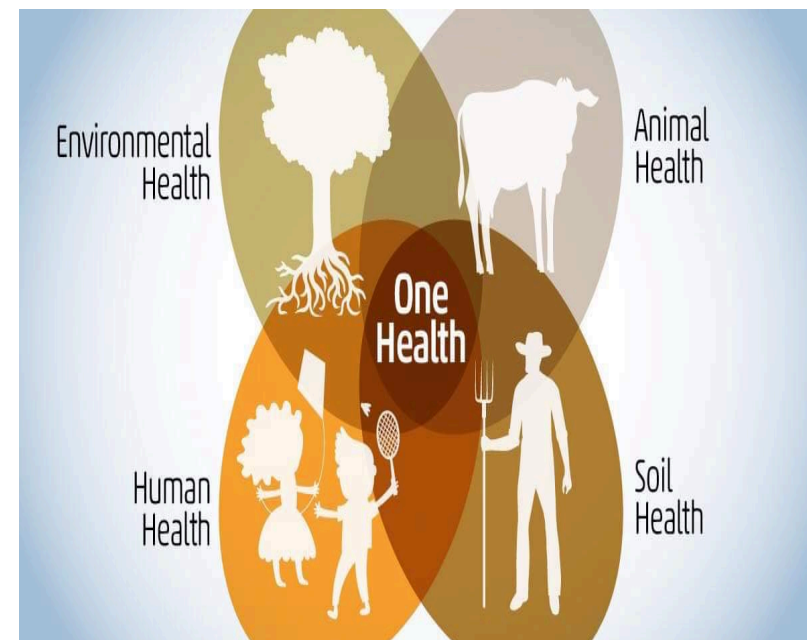 Environmental
Health
Animal
Health
One
Health
Human
Health
Soil
Health